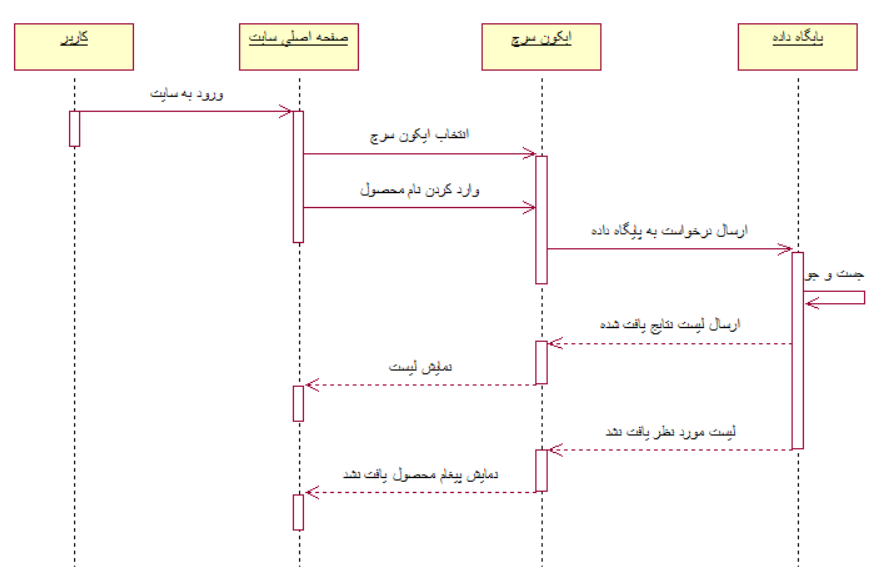 کاربر
صفحه اصلی سایت
ایکون سرچ
پایگاه داده
ورود به سایت
انتخاب ایکون سرچ
وارد کردن نام محصول
ارسال درخواست به پایگاه داده
جست و جو
ارسال لیست نتایج یافت شده
نمایش لیست
لیست مورد نظر یافت نشد
نمایش پیغام محصول یافت نشد